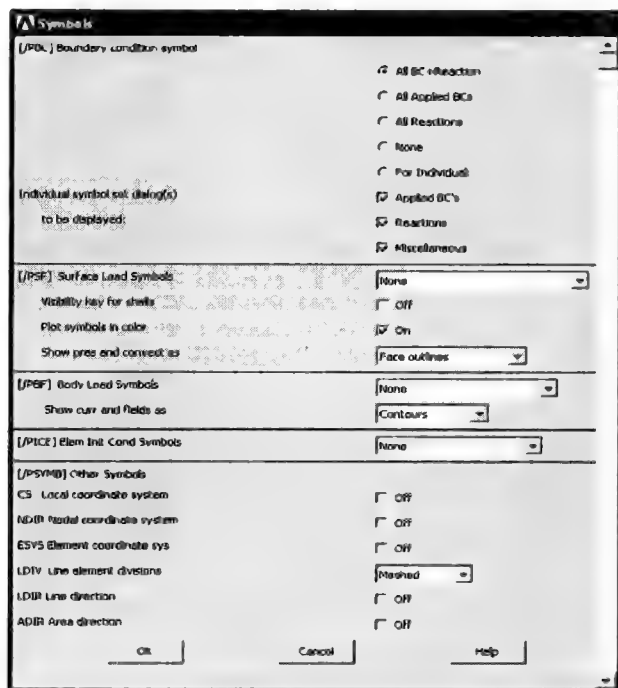 Symbols
[/PBC] Boundary condition symbol
All BC+Reaction
All Applied BCs
All Reactions
None
For Individual:
Individual symbol set dialog(s)
to be displayed:
Applied BC's
Reactions
Miscellaneous
[/PSF] Surface Load Symbols None
Visibility key for shells Off
Plot symbols in color On
Show pres and convect as Face outlines
[/PBF] Body Load Symbols None
Show curr and fields as Contours
[/PICE] Elem Init Cond Symbols None
[/PSYMB] Other Symbols
CS Local coordinate system Off
NDIR Nodal coordinate system Off
ESYS Element coordinate sys Off
LDIV Line element divisions Meshed
LDIR Line direction Off
ADIR Area direction Off
OK Cancel Help